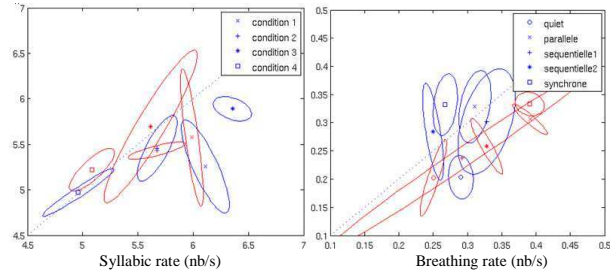 7
6.5
6
5.5
5
4.5
4.5 5 5.5 6 6.5 7
condition 1
condition 2
condition 3
condition 4
Syllabic rate (nb/s)
0.5
0.45
0.4
0.35
0.3
0.25
0.2
0.15
0.1
0.1 0.15 0.2 0.25 0.3 0.35 0.4 0.45 0.5
quiet
parallele
sequentielle1
sequentielle2
synchrone
Breathing rate (nb/s)